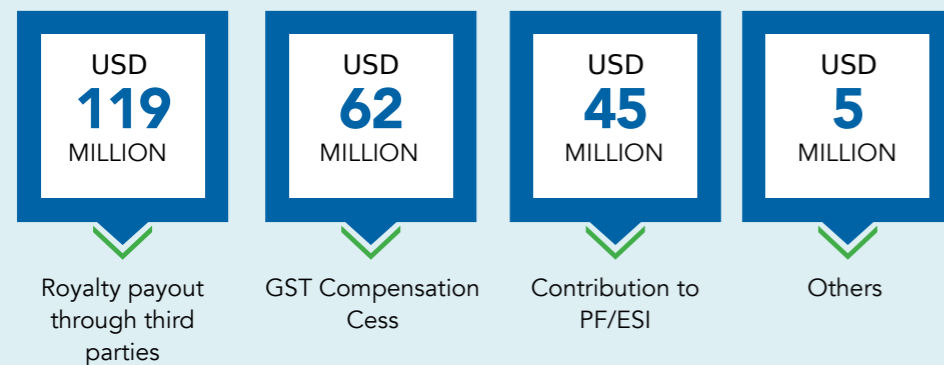 USD
119
MILLION
Royalty payout
through third
parties
USD
62
MILLION
GST Compensation
Cess
USD
45
MILLION
Contribution to
PF/ESI
USD
5
MILLION
Others